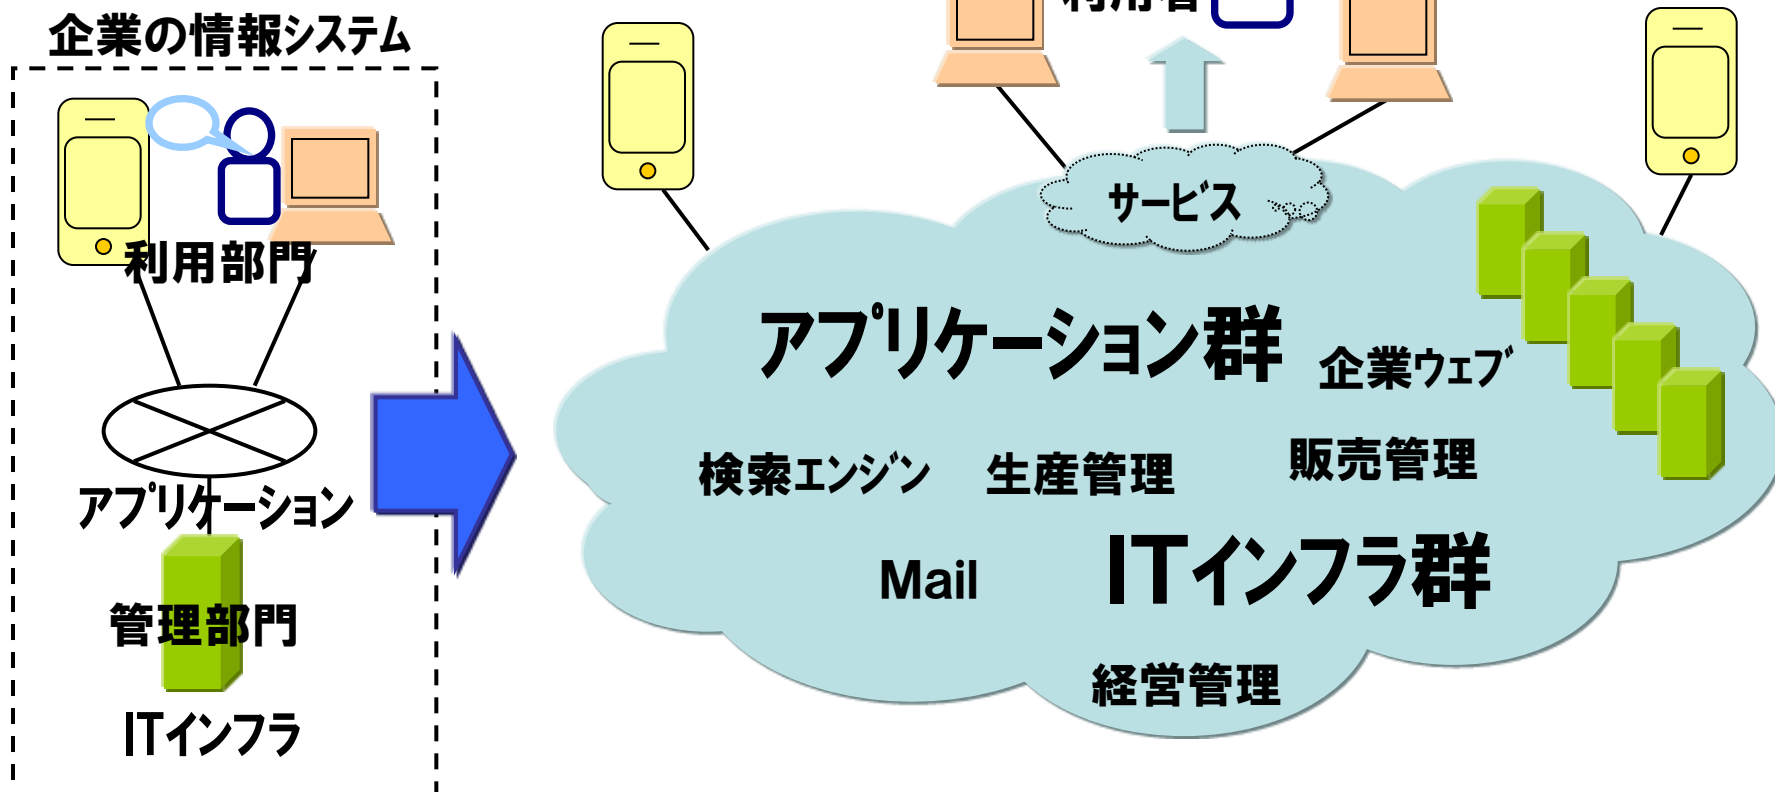 企業の情報システム
利用部門
アプリケーション
管理部門
ITインフラ
利用者
サービス
アプリケーション群
企業ウェブ
検索エンジン
生産管理
販売管理
Mail
ITインフラ群
経営管理